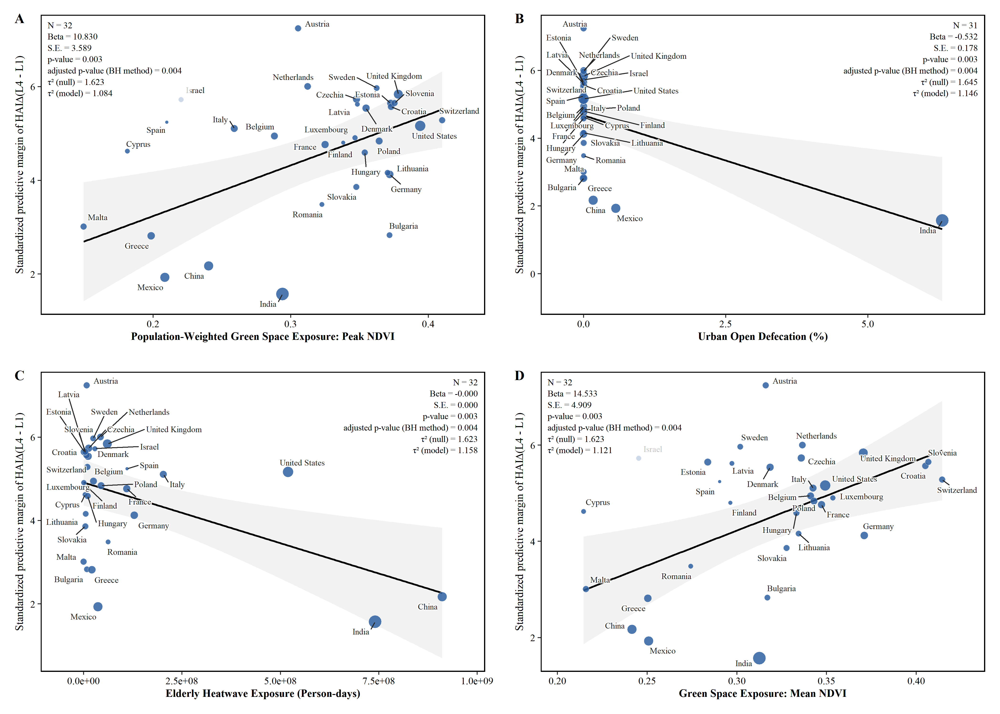 A
N = 32
Beta = 10.830
S.E. = 3.589
p-value = 0.003
adjusted p-value (BH method) = 0.004
τ² (null) = 1.623
τ² (model) = 1.084
Austria
Netherlands
Sweden
United Kingdom
Israel
Czechia
Estonia
Slovenia
Latvia
Croatia
Switzerland
Italy
Belgium
Spain
Luxembourg
Denmark
United States
Cyprus
France
Finland
Poland
Hungary
Lithuania
Germany
Slovakia
Romania
Malta
Bulgaria
Greece
China
Mexico
India
6
4
2
0.2
0.3
0.4
Standardized predictive margin of HAIΔ(L4 - L1)
Population-Weighted Green Space Exposure: Peak NDVI
B
N = 31
Beta = -0.532
S.E. = 0.178
p-value = 0.003
adjusted p-value (BH method) = 0.004
τ² (null) = 1.645
τ² (model) = 1.146
Austria
Estonia
Sweden
Latvia
Netherlands
United Kingdom
Denmark
Czechia
Israel
Switzerland
Croatia
United States
Spain
Italy
Poland
Belgium
Luxembourg
Cyprus
Finland
France
Slovakia
Lithuania
Hungary
Germany
Romania
Malta
Bulgaria
Greece
China
Mexico
India
6
4
2
0
0.0
2.5
5.0
Standardized predictive margin of HAIΔ(L4 - L1)
Urban Open Defecation (%)
C
N = 32
Beta = -0.000
S.E. = 0.000
p-value = 0.003
adjusted p-value (BH method) = 0.004
τ² (null) = 1.623
τ² (model) = 1.158
Austria
Latvia
Estonia
Sweden
Netherlands
Slovenia
Czechia
United Kingdom
Croatia
Denmark
Israel
Switzerland
Belgium
Spain
United States
Luxembourg
Poland
Italy
Cyprus
Finland
France
Lithuania
Hungary
Germany
Slovakia
Romania
Malta
Bulgaria
Greece
Mexico
China
India
6
4
2
0.0e+00
2.5e+08
5.0e+08
7.5e+08
1.0e+09
Standardized predictive margin of HAIΔ(L4 - L1)
Elderly Heatwave Exposure (Person-days)
D
N = 32
Beta = 14.533
S.E. = 4.909
p-value = 0.003
adjusted p-value (BH method) = 0.004
τ² (null) = 1.623
τ² (model) = 1.121
Austria
Sweden
Netherlands
Israel
Slovenia
United Kingdom
Czechia
Estonia
Latvia
Croatia
Italy
United States
Denmark
Spain
Switzerland
Belgium
Luxembourg
Cyprus
Poland
Finland
France
Hungary
Germany
Lithuania
Slovakia
Romania
Malta
Bulgaria
Greece
China
Mexico
India
6
4
2
0.20
0.25
0.30
0.35
0.40
Standardized predictive margin of HAIΔ(L4 - L1)
Green Space Exposure: Mean NDVI